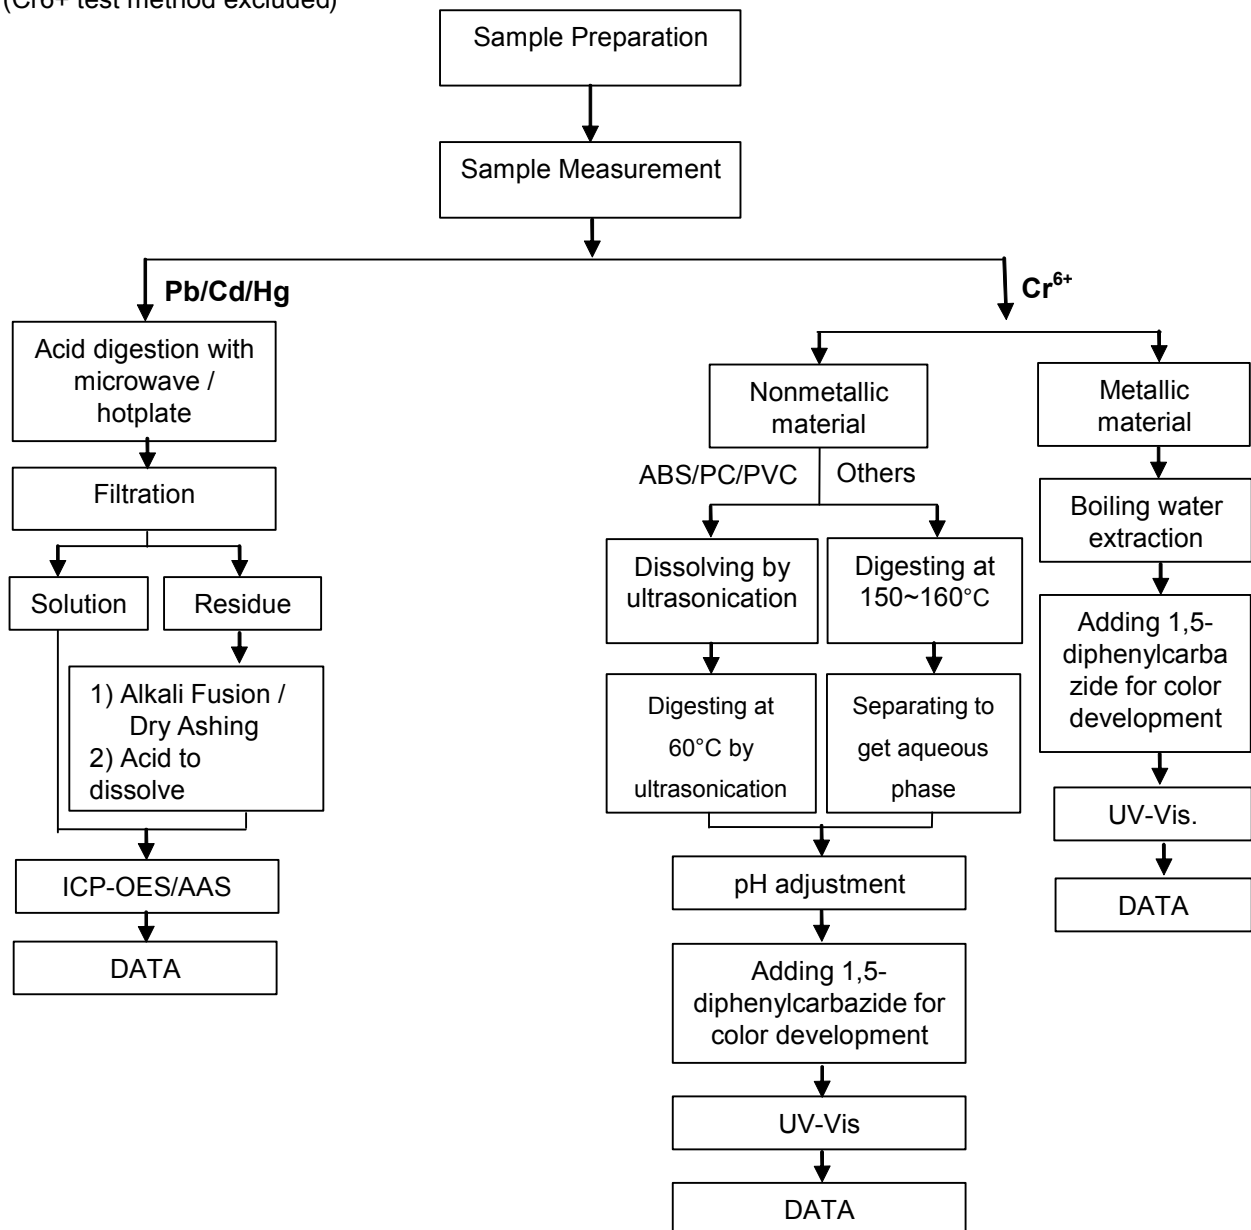 (Cr6+ test method excluded)
Sample Preparation
Sample Measurement
Pb/Cd/Hg
Acid digestion with
microwave /
hotplate
Filtration
Solution
Residue
1) Alkali Fusion /
Dry Ashing
2) Acid to
dissolve
ICP-OES/AAS
DATA
Cr6+
Nonmetallic
material
ABS/PC/PVC
Others
Dissolving by
ultrasonication
Digesting at
150~160°C
Digesting at
60°C by
ultrasonication
Separating to
get aqueous
phase
pH adjustment
Adding 1,5-
diphenylcarbazide for
color development
UV-Vis
DATA
Metallic
material
Boiling water
extraction
Adding 1,5-
diphenylcarba
zide for color
development
UV-Vis.
DATA